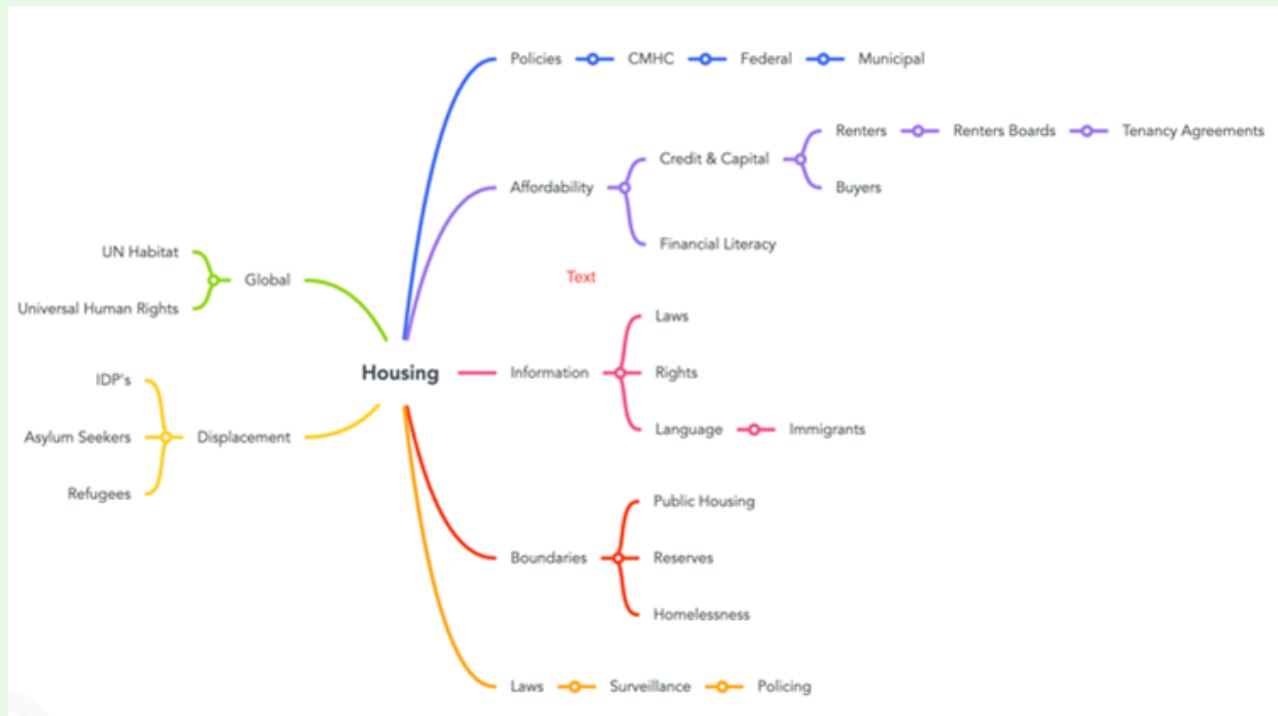 Policies CMHC Federal Municipal
Renters Renters Boards Tenancy Agreements
Credit & Capital
Affordability
Buyers
Financial Literacy
UN Habitat
Global
Universal Human Rights
Text
Laws
Housing
Information
Rights
Language Immigrants
IDP's
Asylum Seekers
Displacement
Refugees
Public Housing
Boundaries
Reserves
Homelessness
Laws Surveillance Policing